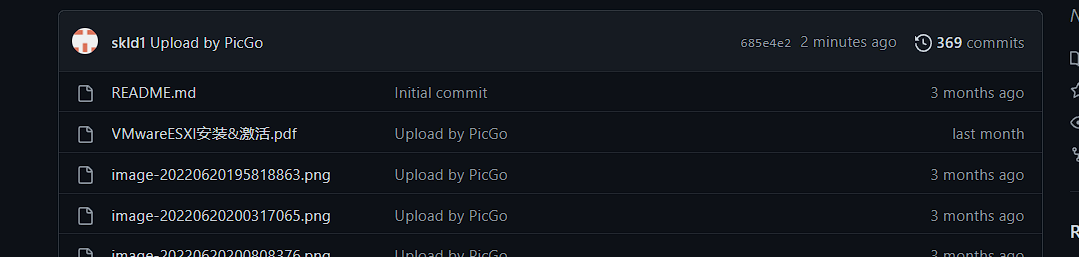 skld1 Upload by PicGo 685e4e2 2 minutes ago 369 commits
README.md Initial commit 3 months ago
VMwareESXI安装&激活.pdf Upload by PicGo last month
image-20220620195818863.png Upload by PicGo 3 months ago
image-20220620200317065.png Upload by PicGo 3 months ago
image-20220620200808376.png Upload by PicGo 3 months ago